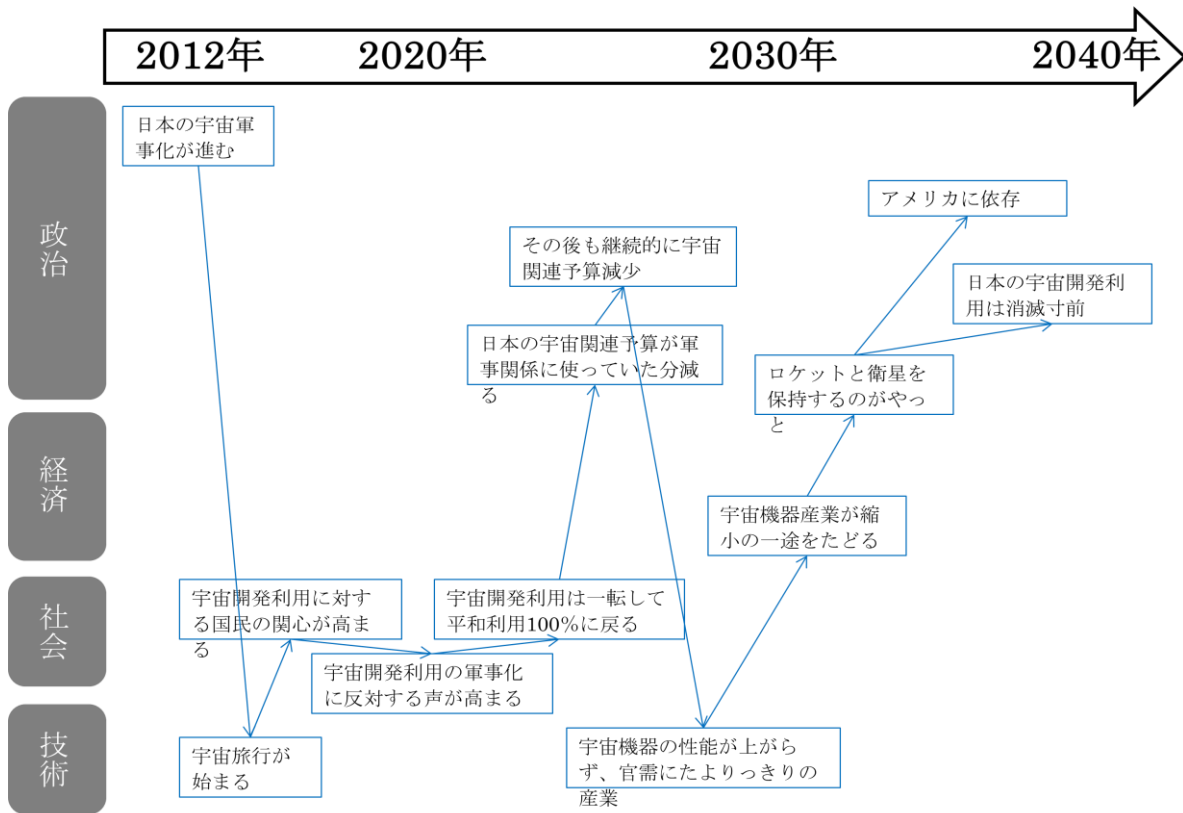 2012年
2020年
2030年
2040年
政治
日本の宇宙軍
事化が進む
アメリカに依存
その後も継続的に宇宙
関連予算減少
日本の宇宙開発利
用は消滅寸前
日本の宇宙関連予算が軍
事関係に使っていた分減
る
ロケットと衛星を
保持するのがやっ
と
経済
宇宙機器産業が縮
小の一途をたどる
社会
宇宙開発利用に対す
る国民の関心が高ま
る
宇宙開発利用は一転して
平和利用100%に戻る
宇宙開発利用の軍事化
に反対する声が高まる
技術
宇宙旅行が
始まる
宇宙機器の性能が上がら
ず、官需にたよりっきりの
産業